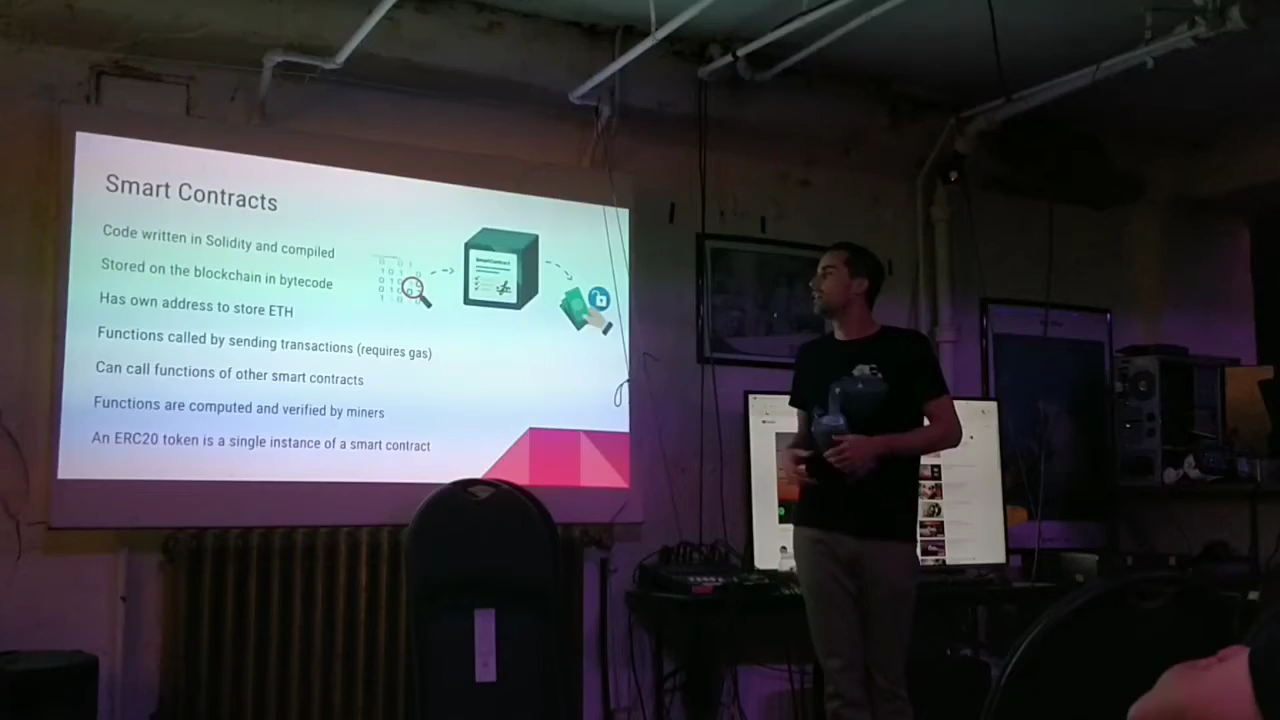 Smart Contracts
Code written in Solidity and compiled
Stored on the blockchain in bytecode
Has own address to store ETH
Functions called by sending transactions (requires gas)
Can call functions of other smart contracts
Functions are computed and verified by miners
An ERC20 token is a single instance of a smart contract
SmartContract